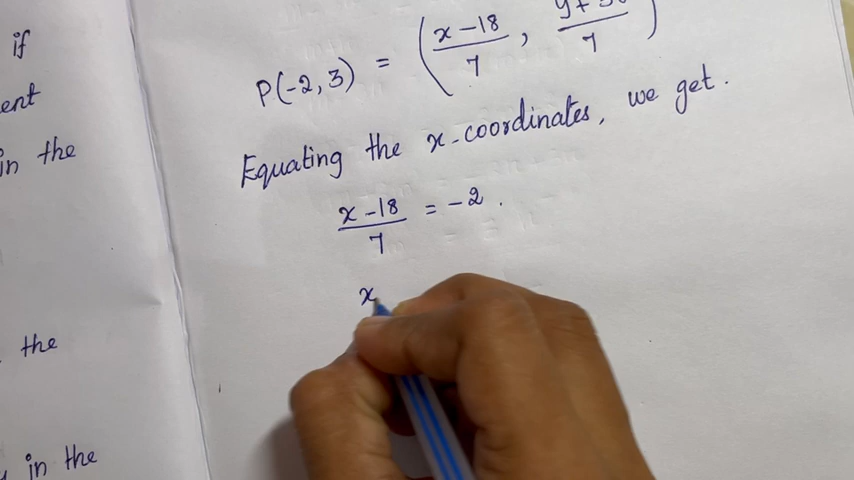 if
ent
in the
the
in the
P(-2, 3) = ( x - 18 / 7 , / 7 )
Equating the x-coordinates, we get.
x - 18 / 7 = -2 .
x